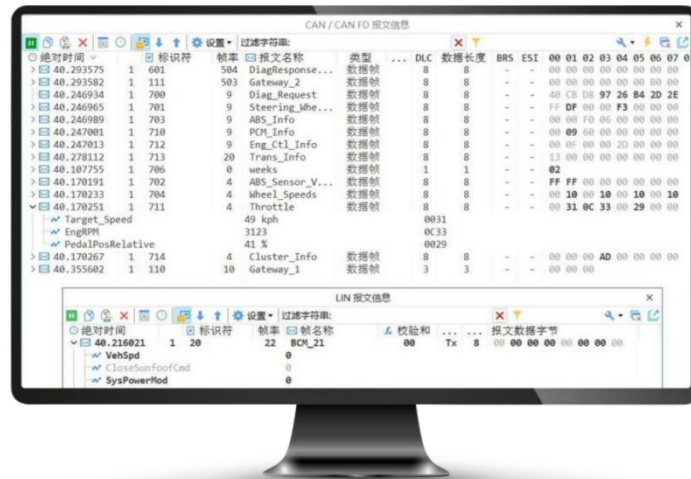 CAN / CAN FD 报文信息
设置 过滤字符串:
绝对时间 标识符 帧率 报文名称 类型 ... DLC 数据长度 BRS ESI 00 01 02 03 04 05 06 07 0
40.293575 1 601 504 DiagResponse... 数据帧 8 8 - -
40.293582 1 111 503 Gateway_2 数据帧 8 8 - - 00 00 00 00 00 00 00 00
40.246934 1 700 9 Diag_Request 数据帧 8 8 - - 40 CB D8 97 26 B4 2D 2E
40.246965 1 701 9 Steering_Whe... 数据帧 8 8 - - FF DF 00 00 F3 00 00 00
40.246989 1 703 9 ABS_Info 数据帧 8 8 - - 00 00 F0 06 00 00 00 00
40.247001 1 710 9 PCM_Info 数据帧 8 8 - - 00 09 60 00 00 00 00 00
40.247013 1 712 9 Eng_Ctl_Info 数据帧 8 8 - - 00 0F 00 00 2D 00 00 00
40.278112 1 713 20 Trans_Info 数据帧 8 8 - - 13 00 00 00 00 00 00 00
40.107755 1 706 0 weeks 数据帧 1 1 - - 02
40.170191 1 702 4 ABS_Sensor_V... 数据帧 8 8 - - FF FF 00 00 00 00 00 00
40.170233 1 704 4 Wheel_Speeds 数据帧 8 8 - - 00 10 00 10 00 10 00 10
40.170251 1 711 4 Throttle 数据帧 8 8 - - 00 31 0C 33 00 29 00 00
Target_Speed 49 kph 0031
EngRPM 3123 0C33
PedalPosRelative 41 % 0029
40.170267 1 714 4 Cluster_Info 数据帧 8 8 - - 00 00 00 AD 00 00 00 00
40.355602 1 110 10 Gateway_1 数据帧 3 3 - - 00 00 00
LIN 报文信息
设置 过滤字符串:
绝对时间 标识符 帧率 帧名称 校验和 ... ... 报文数据字节
40.216021 1 20 22 BCM_21 00 Tx 8 00 00 00 00 00 00 00 00
VehSpd 0
CloseSunfoofCmd 0
SysPowerMod 0